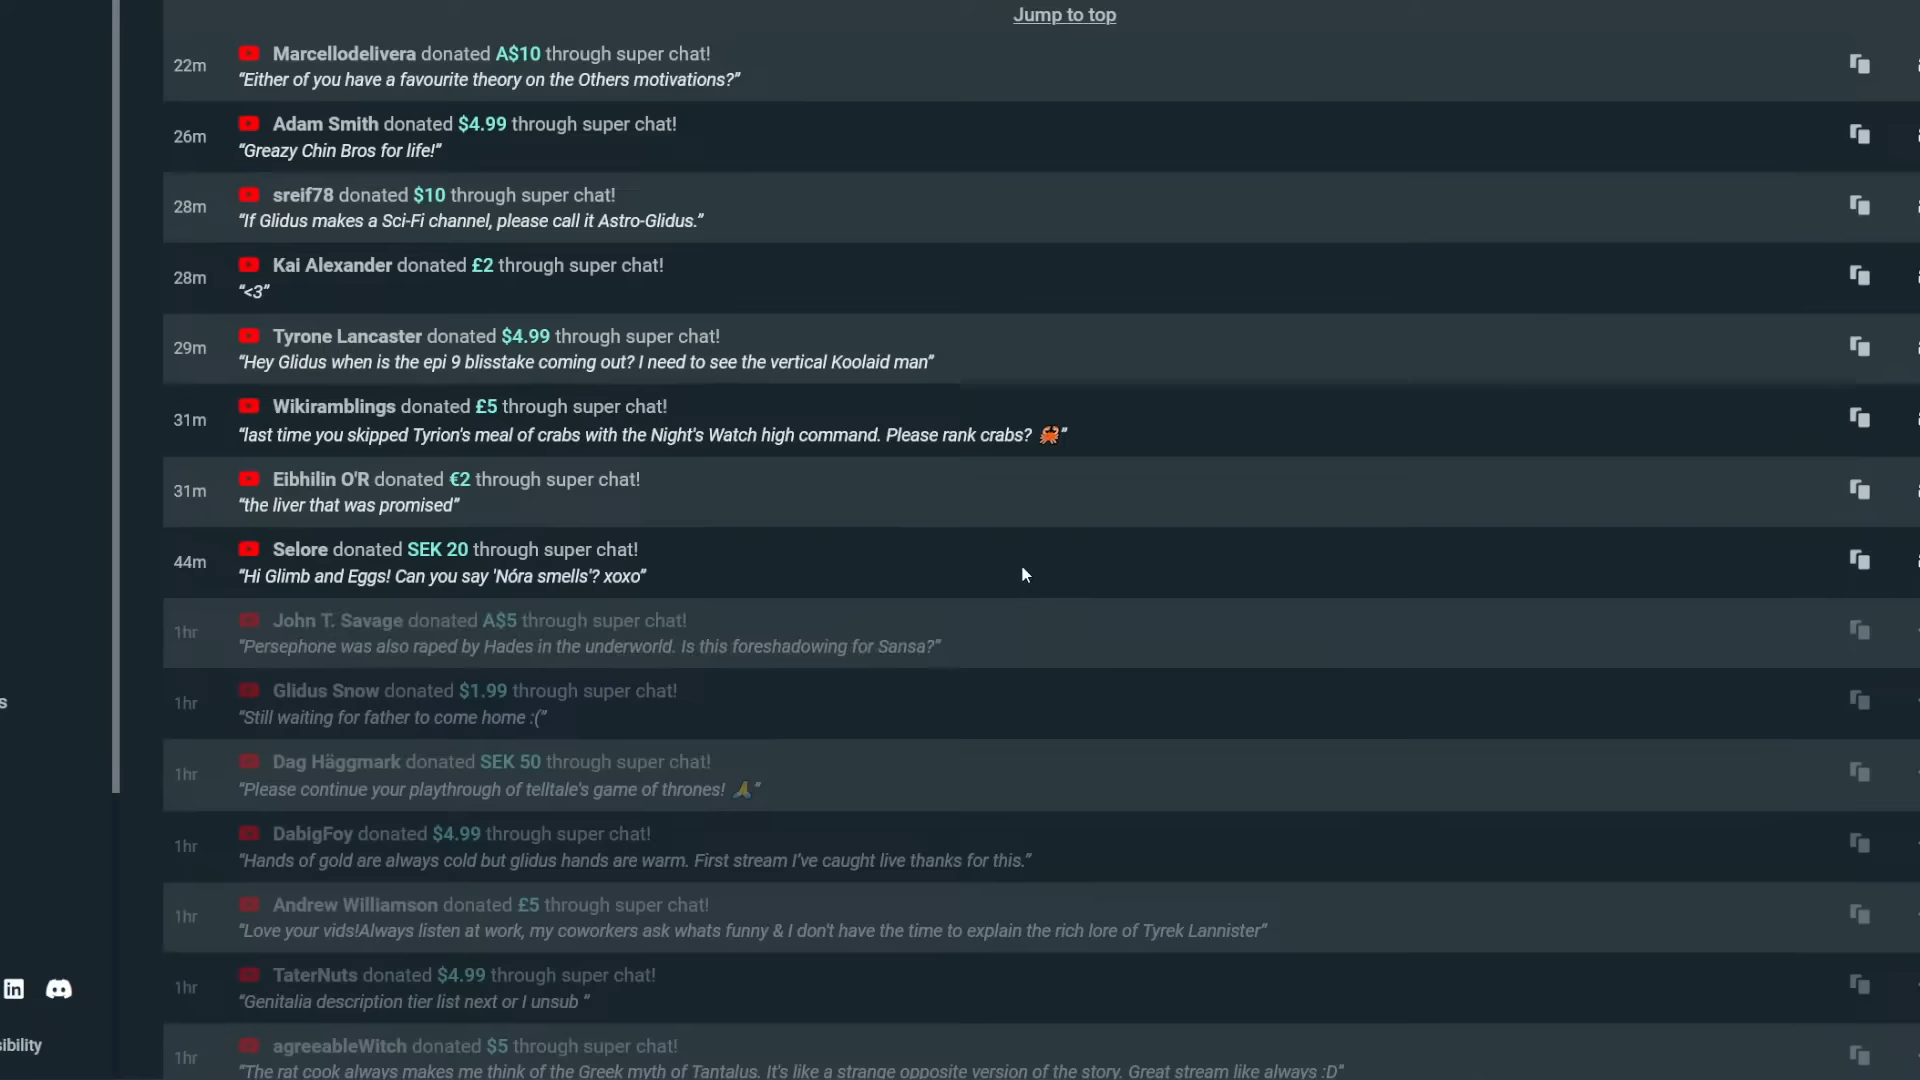 Jump to top
22m
Marcellodelivera donated A$10 through super chat!
“Either of you have a favourite theory on the Others motivations?”
26m
Adam Smith donated $4.99 through super chat!
“Greazy Chin Bros for life!”
28m
sreif78 donated $10 through super chat!
“If Glidus makes a Sci-Fi channel, please call it Astro-Glidus.”
28m
Kai Alexander donated £2 through super chat!
“<3”
29m
Tyrone Lancaster donated $4.99 through super chat!
“Hey Glidus when is the epi 9 blisstake coming out? I need to see the vertical Koolaid man”
31m
Wikiramblings donated £5 through super chat!
“last time you skipped Tyrion's meal of crabs with the Night's Watch high command. Please rank crabs? 🦀”
31m
Eibhilin O'R donated €2 through super chat!
“the liver that was promised”
44m
Selore donated SEK 20 through super chat!
“Hi Glimb and Eggs! Can you say 'Nóra smells'? xoxo”
1hr
John T. Savage donated A$5 through super chat!
“Persephone was also raped by Hades in the underworld. Is this foreshadowing for Sansa?”
1hr
Glidus Snow donated $1.99 through super chat!
“Still waiting for father to come home :(”
1hr
Dag Häggmark donated SEK 50 through super chat!
“Please continue your playthrough of telltale's game of thrones! 🙏”
1hr
DabigFoy donated $4.99 through super chat!
“Hands of gold are always cold but glidus hands are warm. First stream I've caught live thanks for this.”
1hr
Andrew Williamson donated £5 through super chat!
“Love your vids!Always listen at work, my coworkers ask whats funny & I don't have the time to explain the rich lore of Tyrek Lannister”
1hr
TaterNuts donated $4.99 through super chat!
“Genitalia description tier list next or I unsub ”
1hr
agreeableWitch donated $5 through super chat!
“The rat cook always makes me think of the Greek myth of Tantalus. It's like a strange opposite version of the story. Great stream like always :D”
s
in
sibility